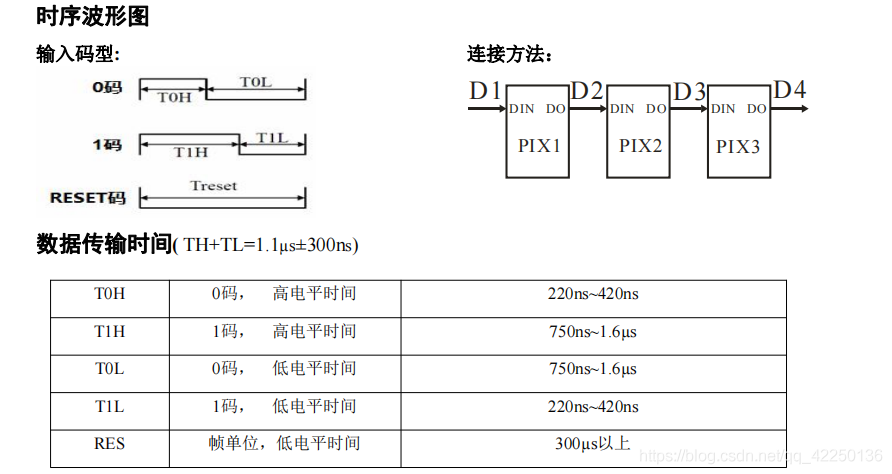 时序波形图
输入码型:
0码
T0H
T0L
1码
T1H
T1L
RESET码
Treset
连接方法：
D1 D2 D3 D4
DIN DO DIN DO DIN DO
PIX1 PIX2 PIX3
数据传输时间( TH+TL=1.1μs±300ns)
T0H 0码， 高电平时间 220ns~420ns
T1H 1码， 高电平时间 750ns~1.6μs
T0L 0码， 低电平时间 750ns~1.6μs
T1L 1码， 低电平时间 220ns~420ns
RES 帧单位，低电平时间 300μs以上
https://blog.csdn.net/qq_42250136